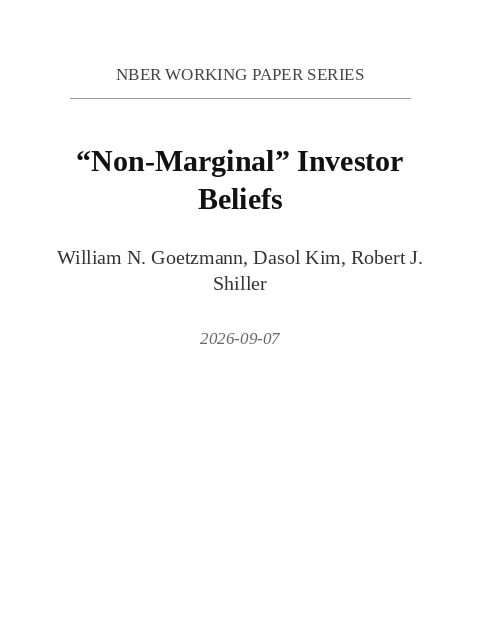 NBER WORKING PAPER SERIES
“Non-Marginal” Investor
Beliefs
William N. Goetzmann, Dasol Kim, Robert J.
Shiller
2026-09-07